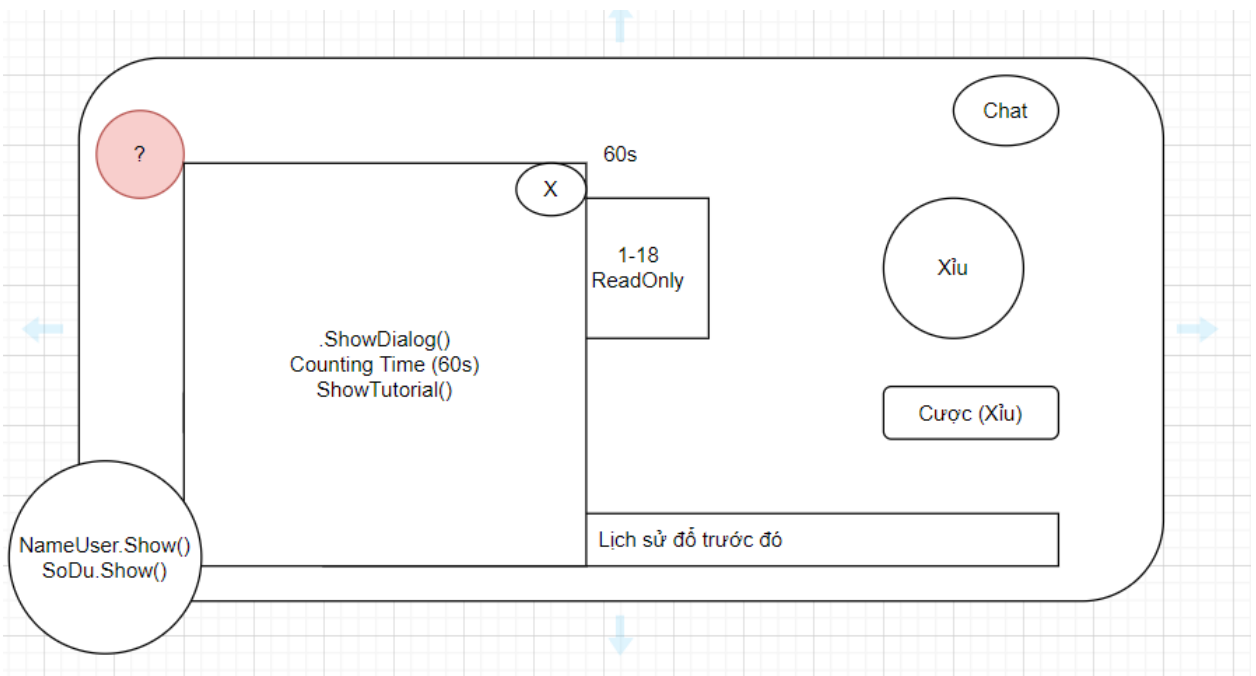 Chat
?
60s
X
1-18
ReadOnly
Xỉu
.ShowDialog()
Counting Time (60s)
ShowTutorial()
Cược (Xỉu)
Lịch sử đổ trước đó
NameUser.Show()
SoDu.Show()